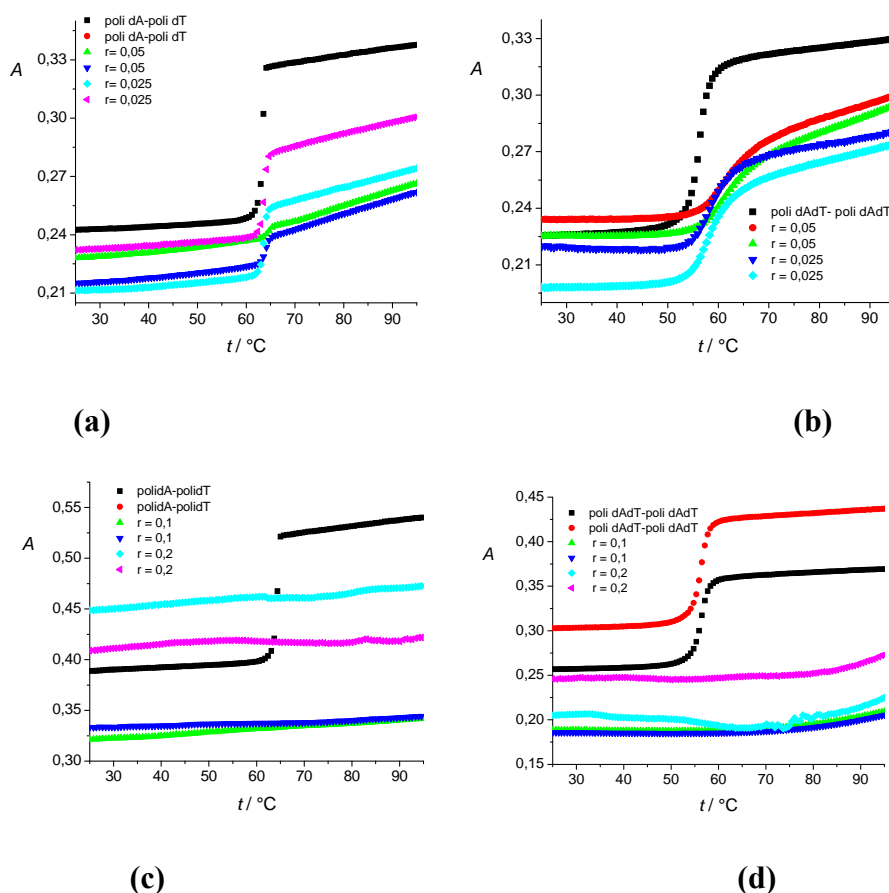 poli dA-poli dT
poli dA-poli dT
r= 0,05
r= 0,05
r= 0,025
r= 0,025
A
0,33
0,30
0,27
0,24
0,21
30 40 50 60 70 80 90
t / °C
(a)
A
0,33
0,30
0,27
0,24
0,21
poli dAdT- poli dAdT
r = 0,05
r = 0,05
r = 0,025
r = 0,025
30 40 50 60 70 80 90
t / °C
(b)
polidA-polidT
polidA-polidT
r = 0,1
r = 0,1
r = 0,2
r = 0,2
A
0,55
0,50
0,45
0,40
0,35
0,30
30 40 50 60 70 80 90
t / °C
(c)
poli dAdT-poli dAdT
poli dAdT-poli dAdT
r = 0,1
r = 0,1
r = 0,2
r = 0,2
A
0,45
0,40
0,35
0,30
0,25
0,20
0,15
30 40 50 60 70 80 90
t / °C
(d)